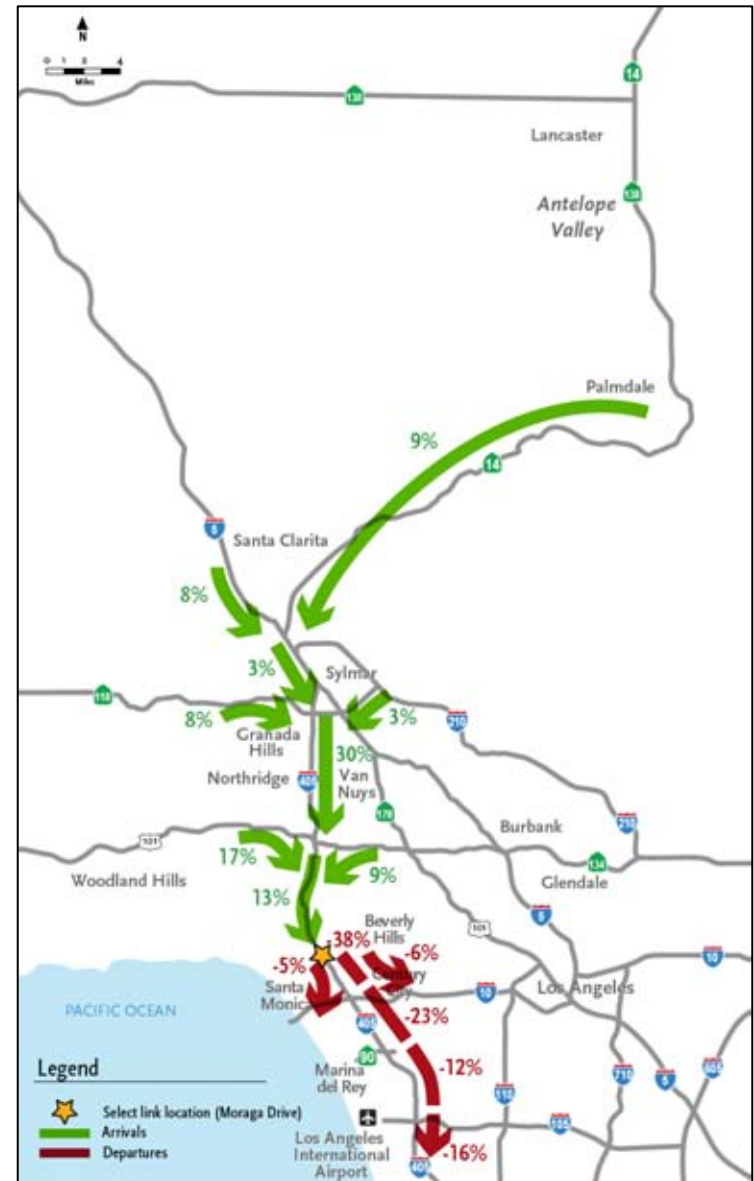 N
0 1 2 4
Miles
14
138
Lancaster
138
Antelope
Valley
Palmdale
9%
14
5
Santa Clarita
8%
3%
Sylmar
118
8%
3%
210
Granada
Hills
30%
Northridge
405
Van
Nuys
170
Burbank
210
101
17%
9%
134
Woodland Hills
Glendale
13%
Beverly
Hills
-38%
-6%
101
5
-5%
Century
City
10
Santa
Monic
10
Los Angeles
PACIFIC OCEAN
405
-23%
Legend
90
-12%
Marina
del Rey
110
710
5
605
Select link location (Moraga Drive)
Arrivals
105
105
Departures
Los Angeles
International
Airport
-16%
405